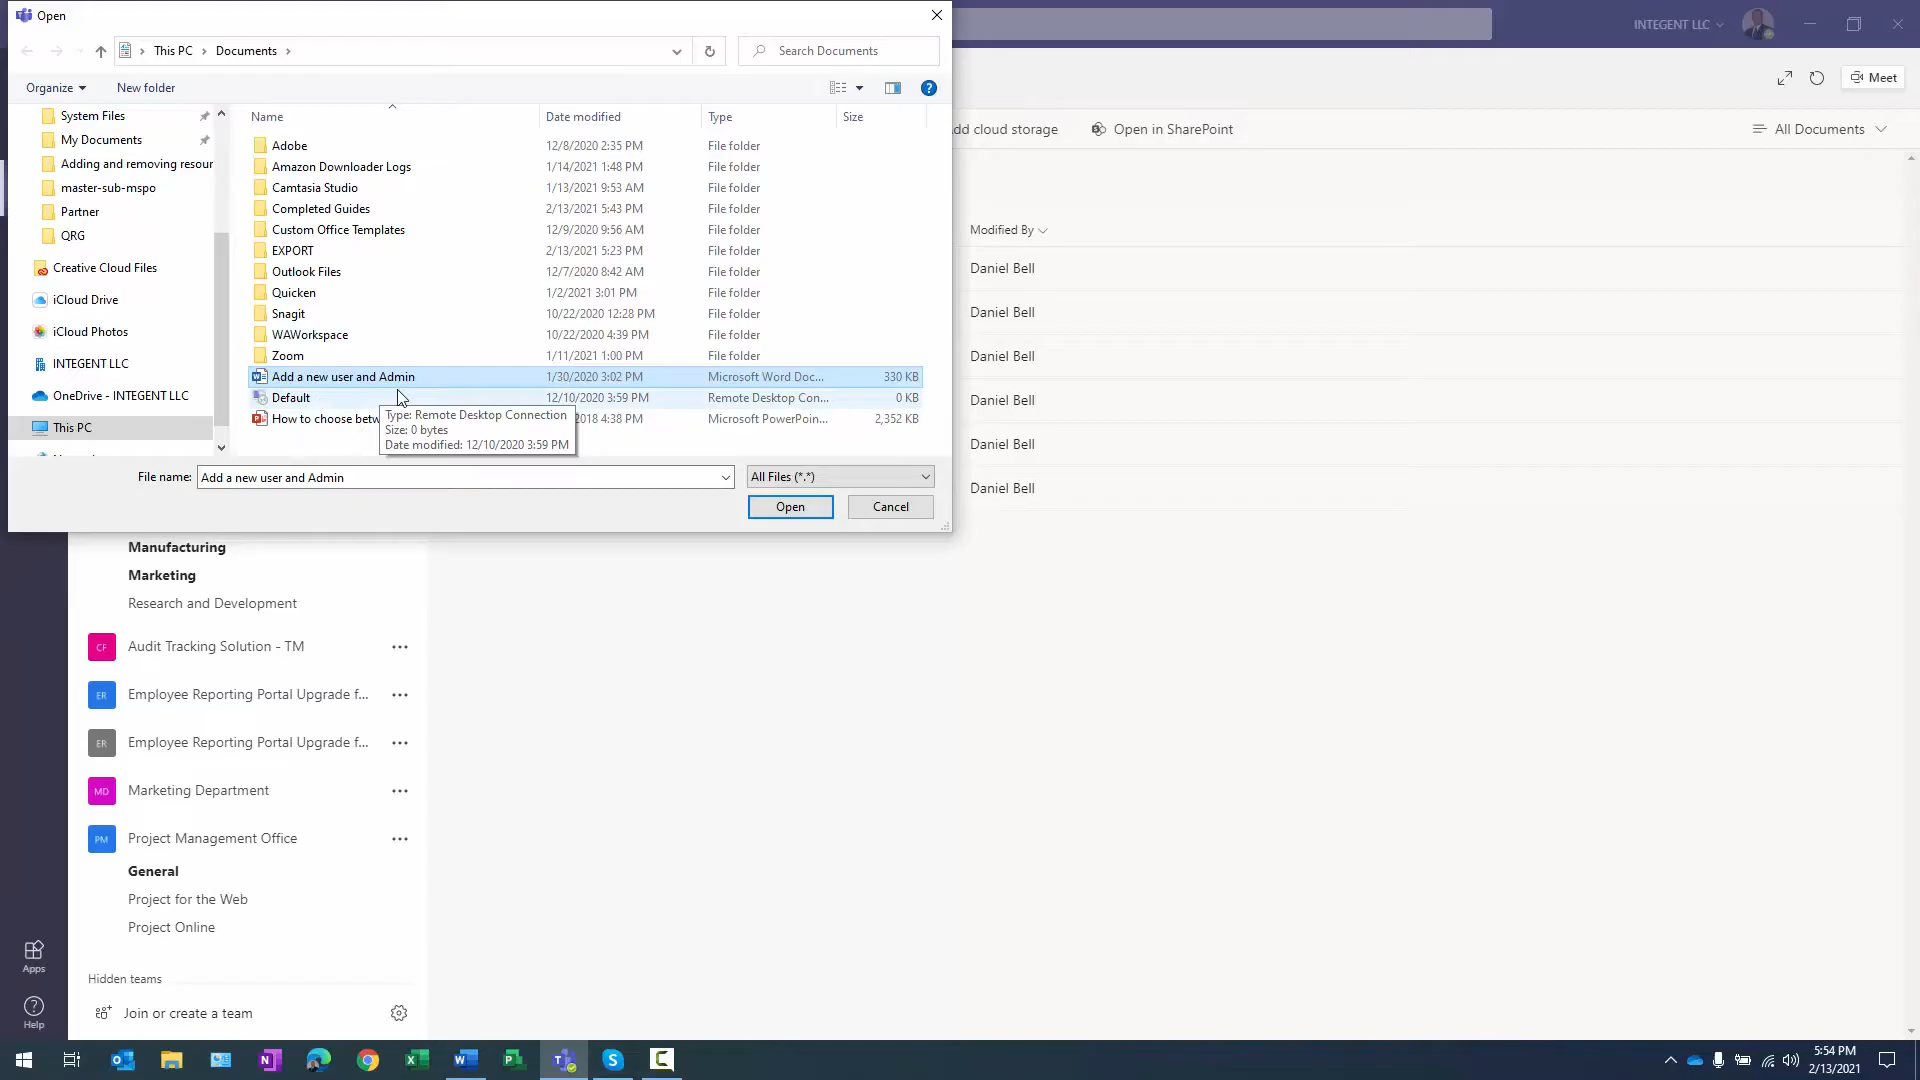 Open
INTEGENT LLC
This PC
Documents
Search Documents
Meet
Organize
New folder
dd cloud storage
Open in SharePoint
All Documents
Name
Date modified
Type
Size
System Files
My Documents
Adding and removing resour
master-sub-mspo
Partner
QRG
Creative Cloud Files
iCloud Drive
iCloud Photos
INTEGENT LLC
OneDrive - INTEGENT LLC
This PC
Adobe 12/8/2020 2:35 PM File folder
Amazon Downloader Logs 1/14/2021 1:48 PM File folder
Camtasia Studio 1/13/2021 9:53 AM File folder
Completed Guides 2/13/2021 5:43 PM File folder
Custom Office Templates 12/9/2020 9:56 AM File folder
EXPORT 2/13/2021 5:23 PM File folder
Outlook Files 12/7/2020 8:42 AM File folder
Quicken 1/2/2021 3:01 PM File folder
Snagit 10/22/2020 12:28 PM File folder
WAWorkspace 10/22/2020 4:39 PM File folder
Zoom 1/11/2021 1:00 PM File folder
Add a new user and Admin 1/30/2020 3:02 PM Microsoft Word Doc... 330 KB
Default 12/10/2020 3:59 PM Remote Desktop Con... 0 KB
How to choose betw 2018 4:38 PM Microsoft PowerPoin... 2,352 KB
Type: Remote Desktop Connection
Size: 0 bytes
Date modified: 12/10/2020 3:59 PM
File name: Add a new user and Admin
All Files (*.*)
Open
Cancel
Modified By
Daniel Bell
Daniel Bell
Daniel Bell
Daniel Bell
Daniel Bell
Daniel Bell
Manufacturing
Marketing
Research and Development
CF Audit Tracking Solution - TM
ER Employee Reporting Portal Upgrade f...
ER Employee Reporting Portal Upgrade f...
MD Marketing Department
PM Project Management Office
General
Project for the Web
Project Online
Hidden teams
Join or create a team
Apps
Help
5:54 PM
2/13/2021